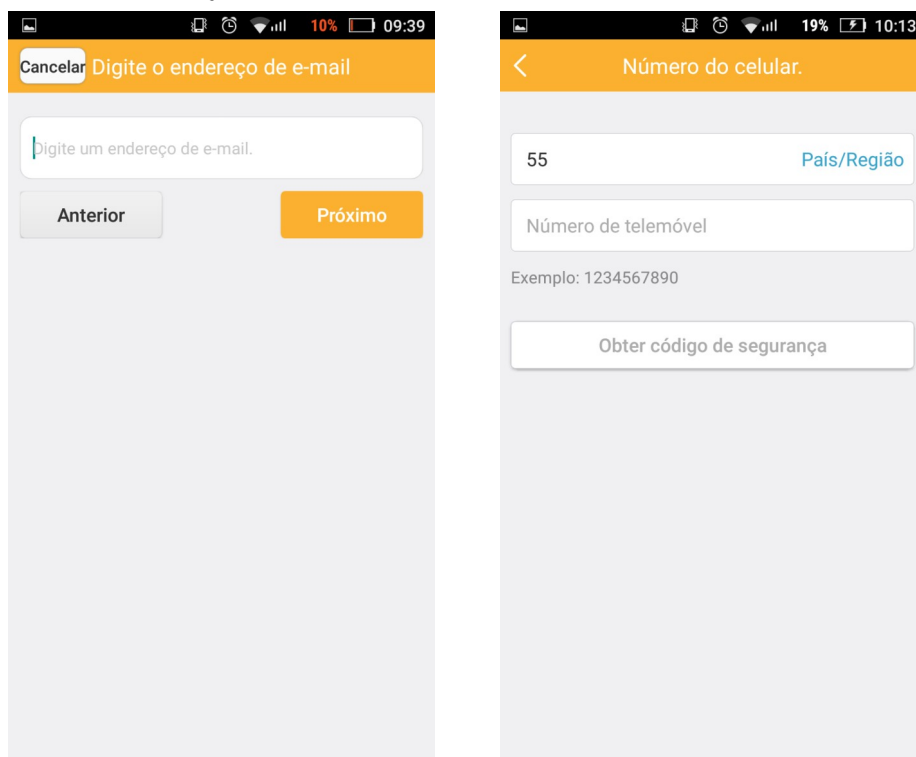 10% 09:39
Cancelar Digite o endereço de e-mail
Digite um endereço de e-mail.
Anterior Próximo
19% 10:13
Número do celular.
55 País/Região
Número de telemóvel
Exemplo: 1234567890
Obter código de segurança